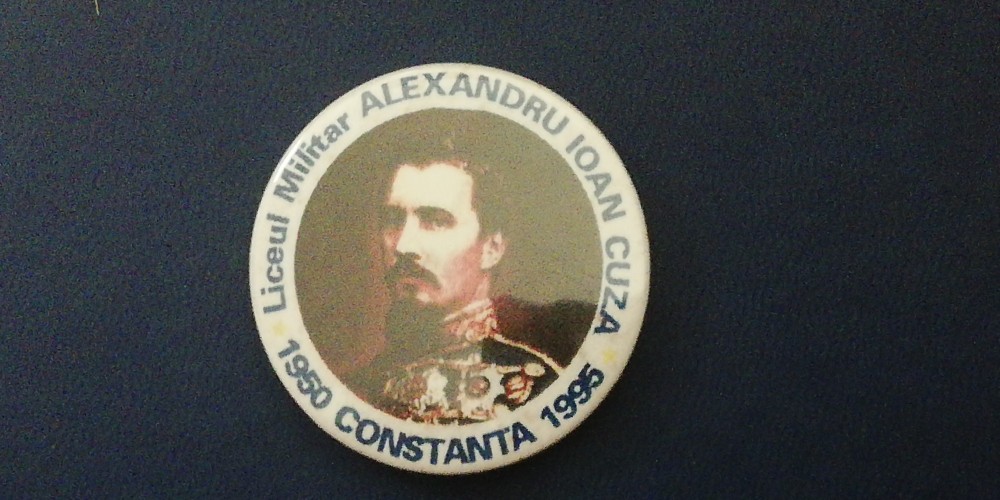 Liceul Militar ALEXANDRU IOAN CUZA
1950 CONSTANTA 1995